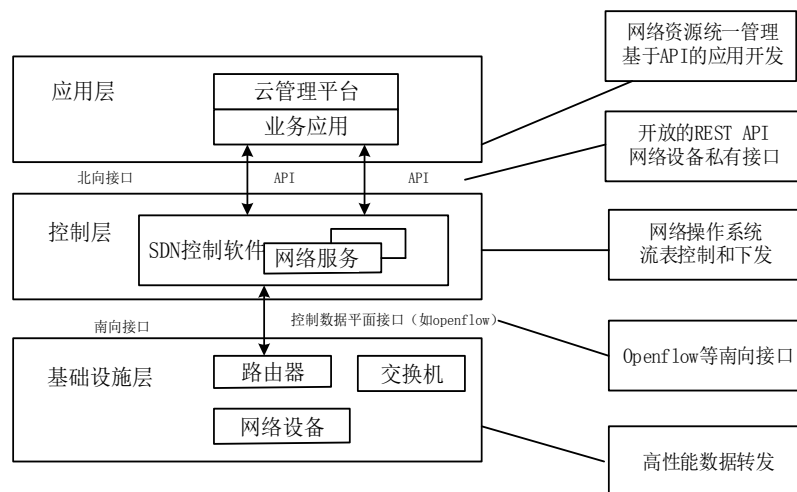 网络资源统一管理
基于API的应用开发
应用层
云管理平台
业务应用
开放的REST API
网络设备私有接口
北向接口
API
API
控制层
SDN控制软件
网络服务
网络操作系统
流表控制和下发
南向接口
控制数据平面接口（如openflow）
基础设施层
路由器
交换机
网络设备
Openflow等南向接口
高性能数据转发